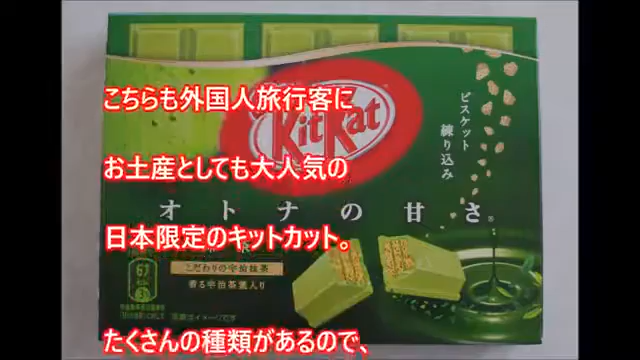 こちらも外国人旅行客に
KitKat
ビスケット
練り込み
お土産としても大人気の
オトナの甘さ
日本限定のキットカット。
こだわりの宇治抹茶
香る宇治茶葉入り
たくさんの種類があるので、